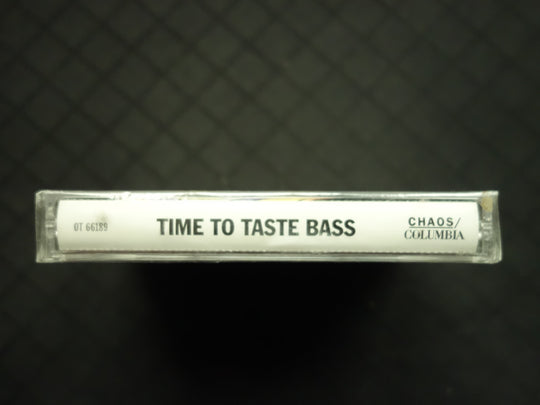 OT 66189
TIME TO TASTE BASS
CHAOS/
COLUMBIA